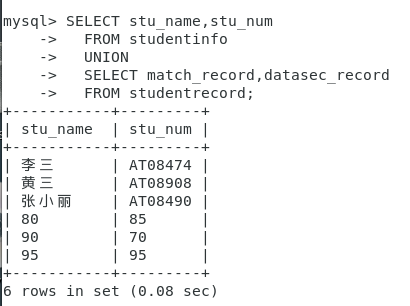 mysql> SELECT stu_name,stu_num
    ->   FROM studentinfo
    ->   UNION
    ->   SELECT match_record,datasec_record
    ->   FROM studentrecord;
+-----------+---------+
| stu_name  | stu_num |
+-----------+---------+
| 李三      | AT08474 |
| 黄三      | AT08908 |
| 张小丽    | AT08490 |
| 80        | 85      |
| 90        | 70      |
| 95        | 95      |
+-----------+---------+
6 rows in set (0.08 sec)